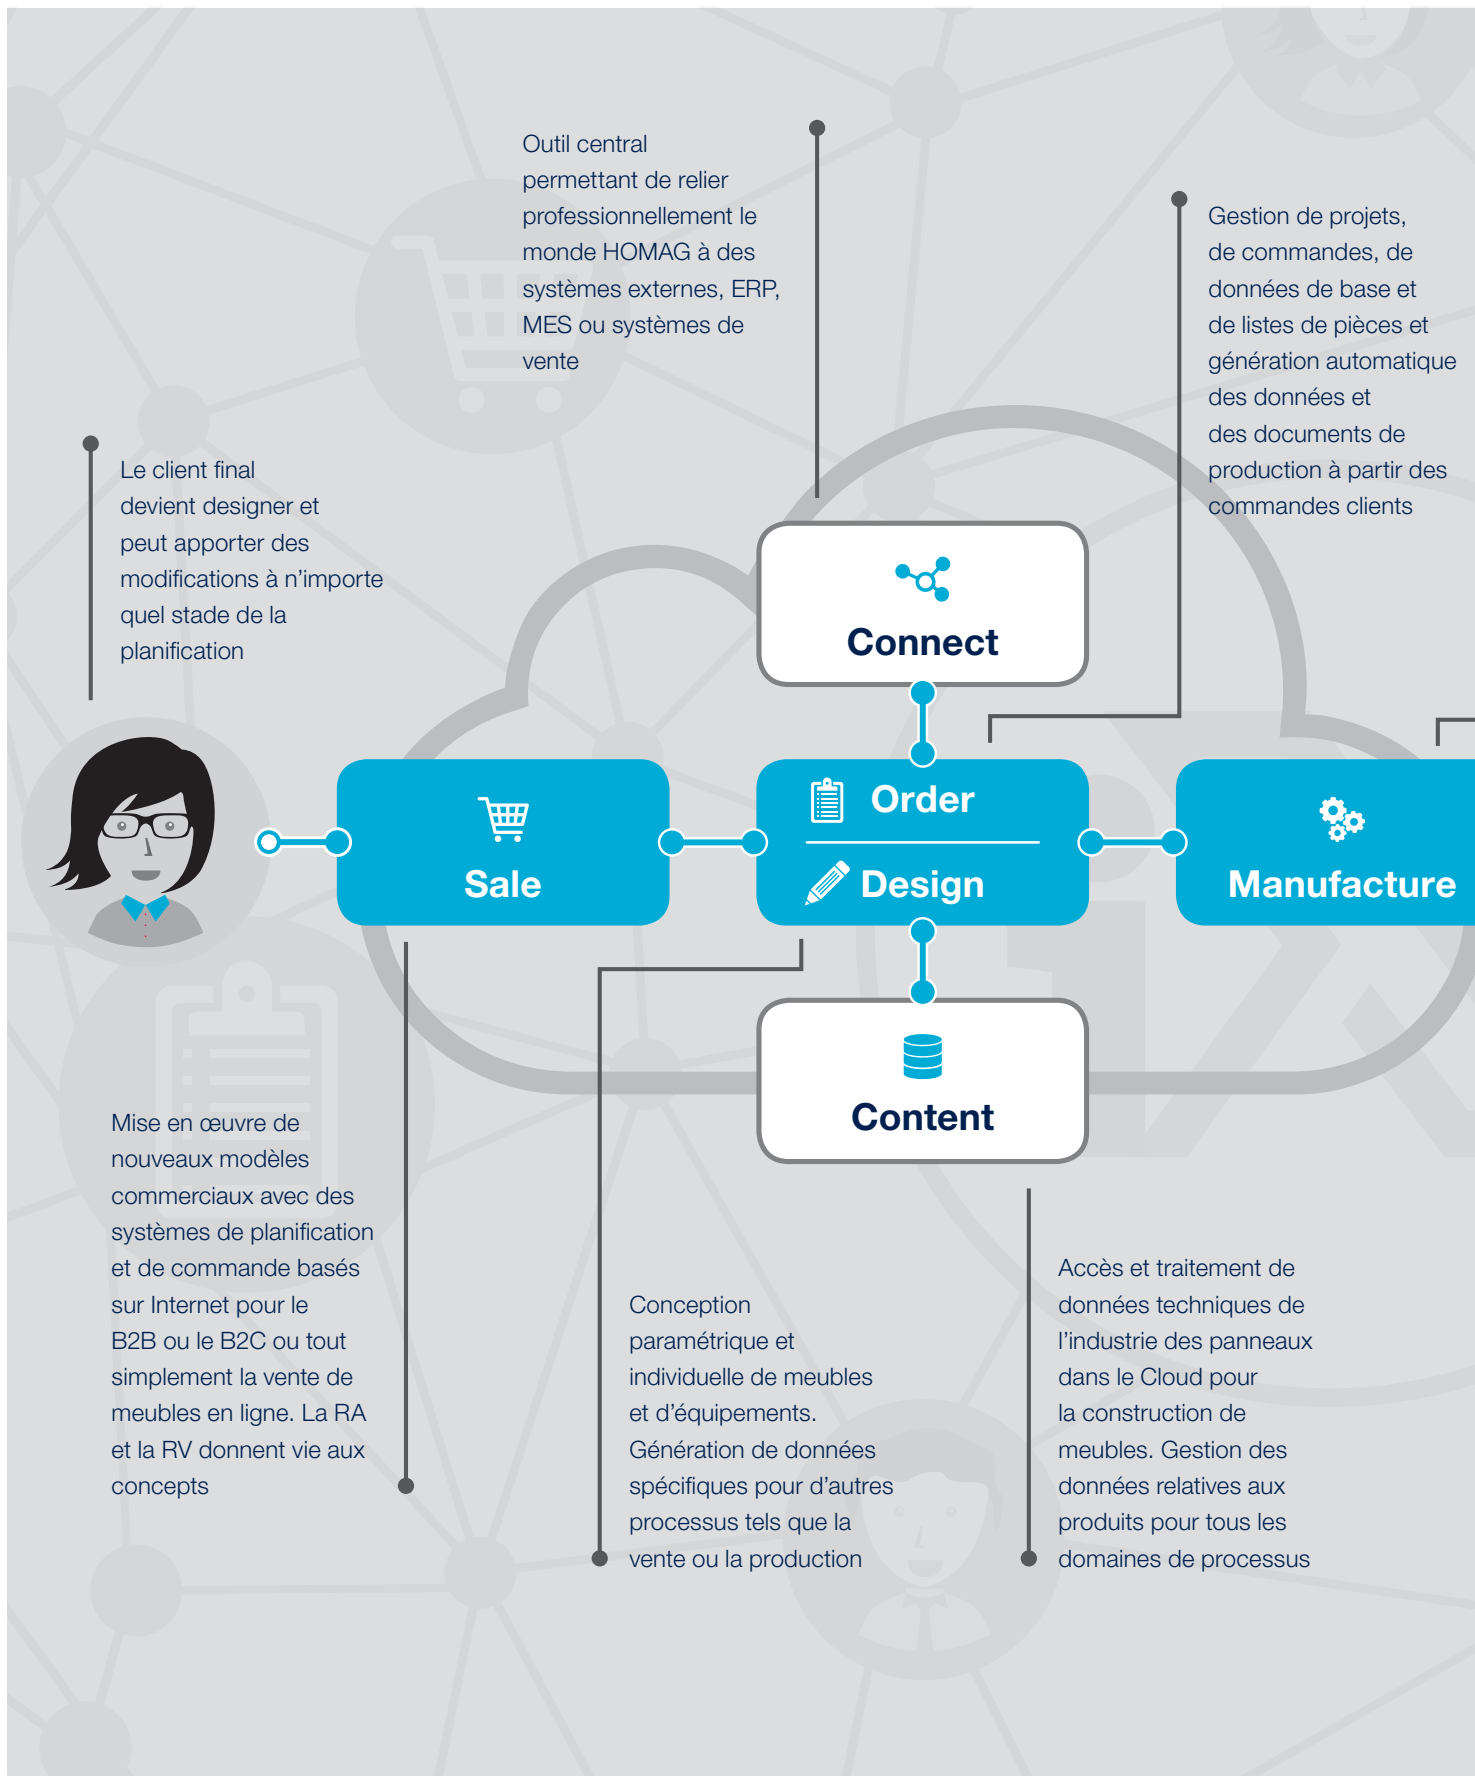 Outil central
permettant de relier
professionnellement le
monde HOMAG à des
systèmes externes, ERP,
MES ou systèmes de
vente
Gestion de projets,
de commandes, de
données de base et
de listes de pièces et
génération automatique
des données et
des documents de
production à partir des
commandes clients
Le client final
devient designer et
peut apporter des
modifications à n’importe
quel stade de la
planification
Connect
Sale
Order
Design
Manufacture
Content
Mise en œuvre de
nouveaux modèles
commerciaux avec des
systèmes de planification
et de commande basés
sur Internet pour le
B2B ou le B2C ou tout
simplement la vente de
meubles en ligne. La RA
et la RV donnent vie aux
concepts
Conception
paramétrique et
individuelle de meubles
et d’équipements.
Génération de données
spécifiques pour d’autres
processus tels que la
vente ou la production
Accès et traitement de
données techniques de
l’industrie des panneaux
dans le Cloud pour
la construction de
meubles. Gestion des
données relatives aux
produits pour tous les
domaines de processus